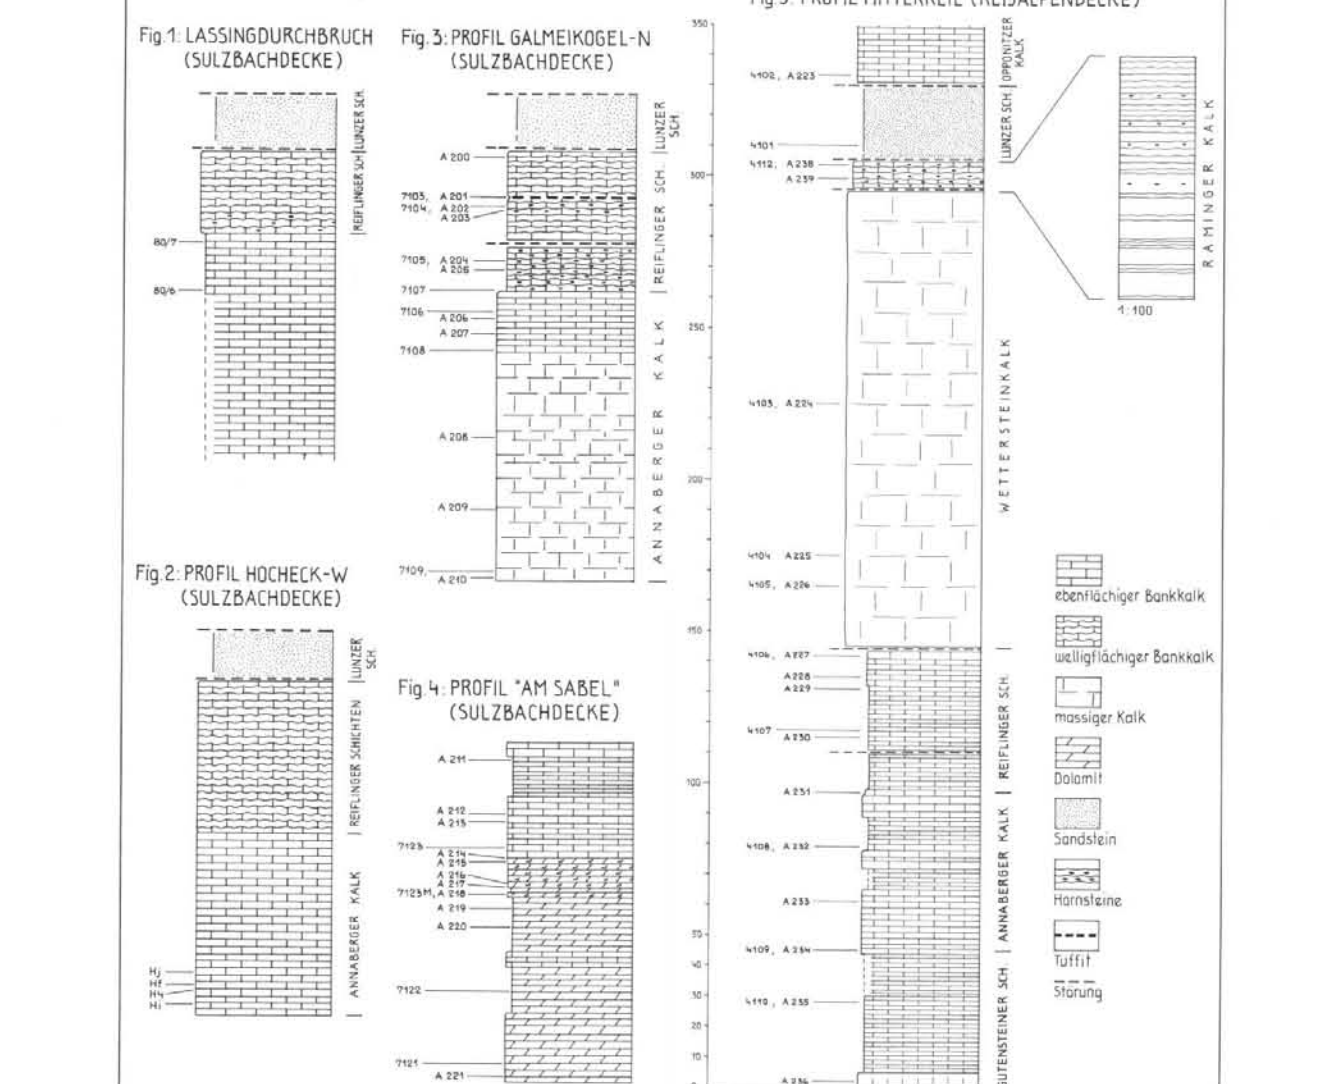 Fig.1: LASSINGDURCHBRUCH
(SULZBACHDECKE)
LUNZER SCH.
REIFLINGER SCH.
80/7
80/6
Fig.2: PROFIL HOCHECK-W
(SULZBACHDECKE)
LUNZER
SCH.
REIFLINGER SCHICHTEN
ANNABERGER KALK
Hj
Hf
Hi
Fig.3: PROFIL GALMEIKOGEL-N
(SULZBACHDECKE)
LUNZER
SCH.
REIFLINGER SCH.
ANNABERGER KALK
A 200
7103, A 201
7104, A 202
A 203
7105, A 204
A 205
7107
7106
A 206
A 207
7108
A 208
A 209
7109,
A 210
Fig.4: PROFIL "AM SABEL"
(SULZBACHDECKE)
A 211
A 212
A 213
7123
A 214
A 215
A 216
A 217
7123M, A 218
A 219
A 220
7122
7121
A 221
350
300
250
200
150
100
50
40
30
20
10
4102, A 223
4101
4112, A 238
A 239
4103, A 224
4104 A 225
4105, A 226
4106, A 227
A 228
A 229
4107
A 230
A 231
4108, A 232
A 233
4109, A 234
4110, A 235
A 236
OPPONITZER
KALK
LUNZER SCH.
WETTERSTEINKALK
REIFLINGER SCH.
ANNABERGER KALK
GUTENSTEINER SCH.
RAMINGER KALK
1:100
ebenflächiger Bankkalk
welligflächiger Bankkalk
massiger Kalk
Dolomit
Sandstein
Hornsteine
Tuffit
Störung